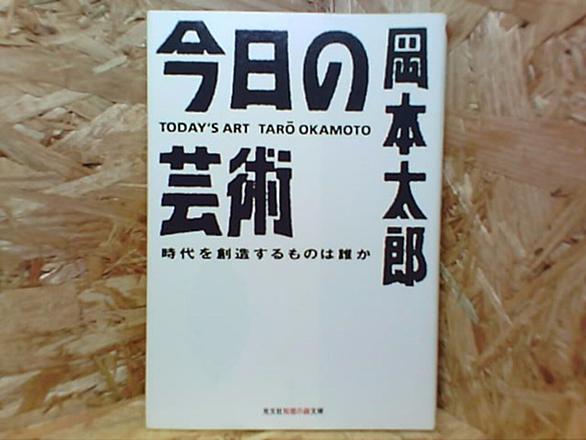 今日の
TODAY'S ART TARŌ OKAMOTO
芸術
時代を創造するものは誰か
岡本太郎
光文社知恵の森文庫